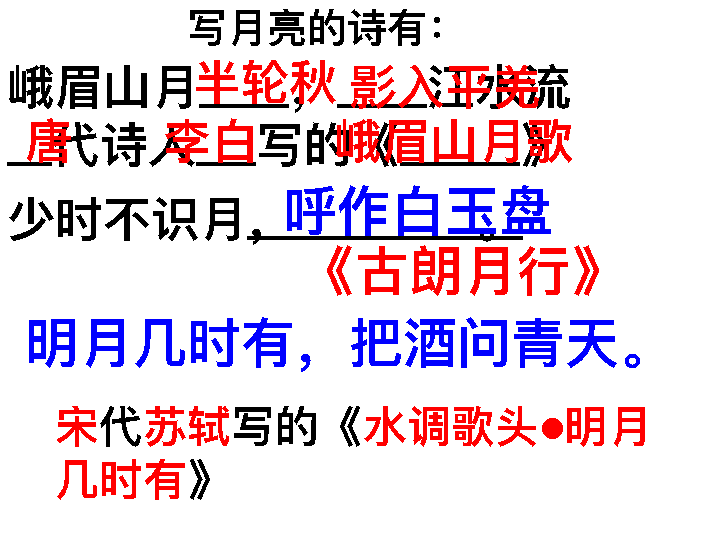 写月亮的诗有：
峨眉山月半轮秋，影入平羌江水流
唐代诗人李白写的《峨眉山月歌》
少时不识月，呼作白玉盘。
《古朗月行》
明月几时有，把酒问青天。
宋代苏轼写的《水调歌头●明月
几时有》